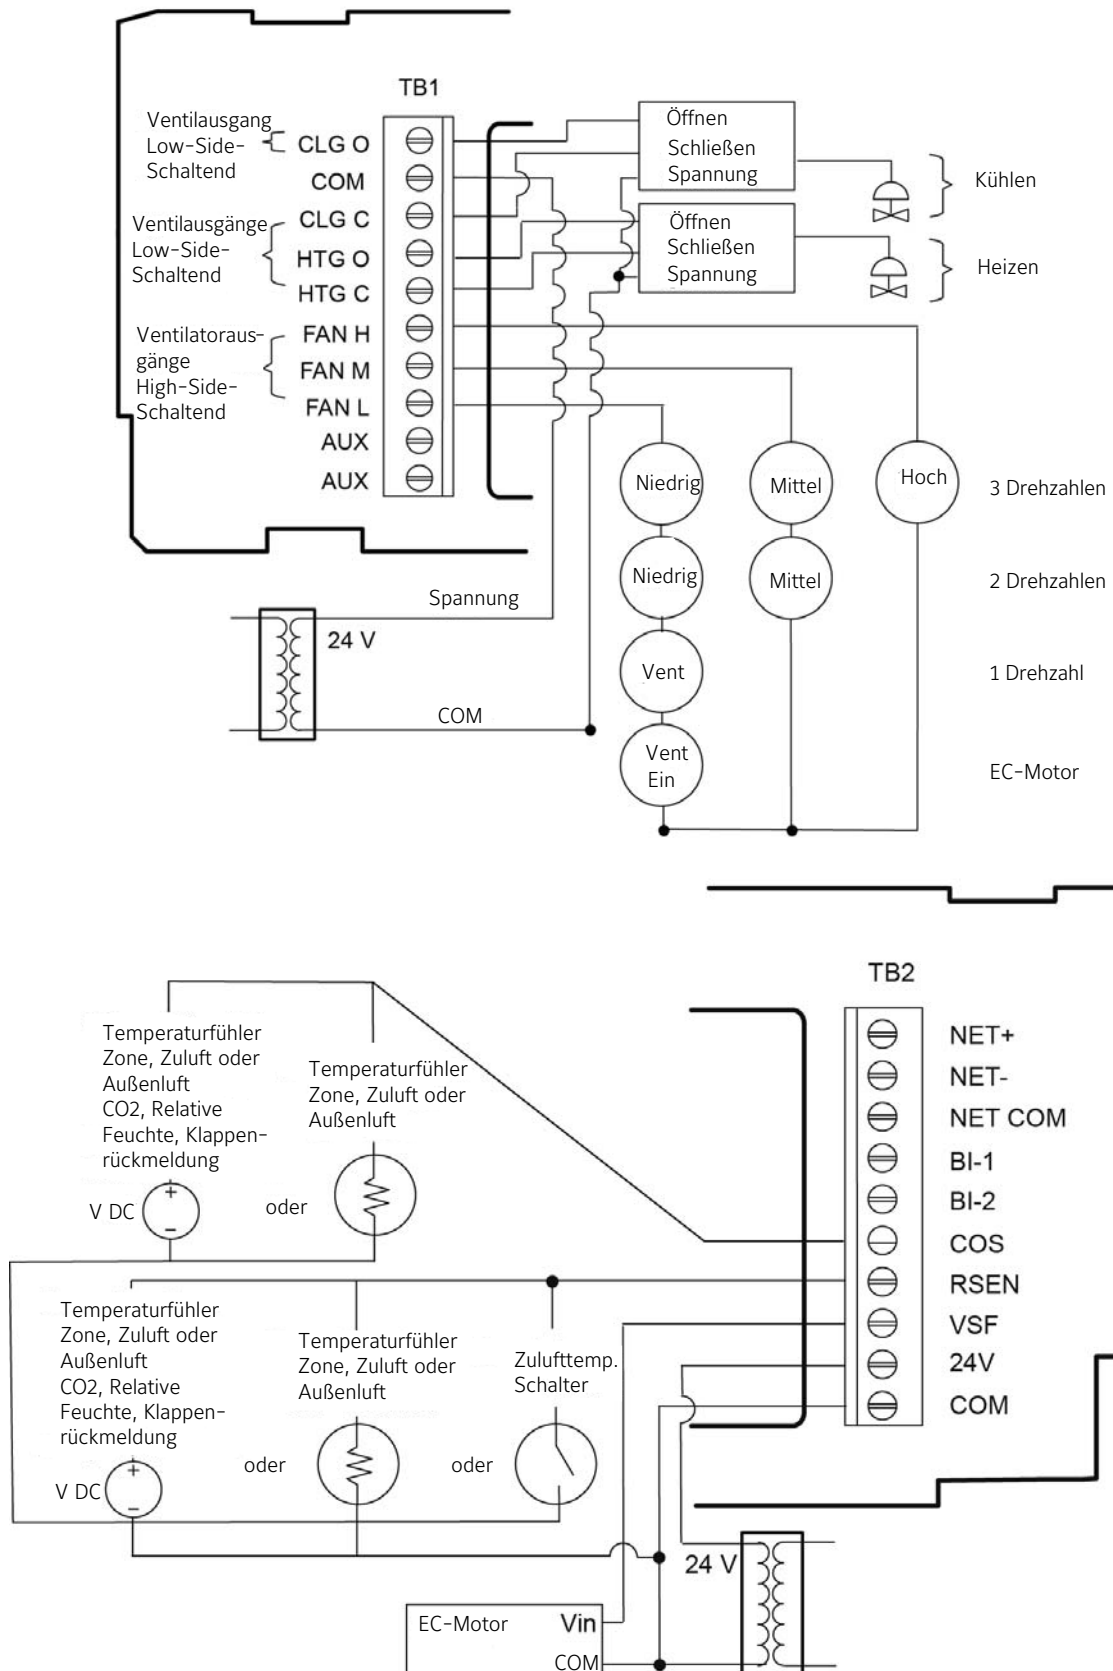 TB1
Ventilausgang
Low-Side-
Schaltend
CLG O
COM
CLG C
HTG O
HTG C
FAN H
FAN M
FAN L
AUX
AUX
Ventilausgänge
Low-Side-
Schaltend
Ventilatoraus-
gänge
High-Side-
Schaltend
Öffnen
Schließen
Spannung
Kühlen
Öffnen
Schließen
Spannung
Heizen
Niedrig
Mittel
Hoch
3 Drehzahlen
Niedrig
Mittel
2 Drehzahlen
Vent
1 Drehzahl
Vent
Ein
EC-Motor
Spannung
24 V
COM
TB2
NET+
NET-
NET COM
BI-1
BI-2
COS
RSEN
VSF
24V
COM
Temperaturfühler
Zone, Zuluft oder
Außenluft
CO2, Relative
Feuchte, Klappen-
rückmeldung
V DC
+
−
oder
Temperaturfühler
Zone, Zuluft oder
Außenluft
Temperaturfühler
Zone, Zuluft oder
Außenluft
CO2, Relative
Feuchte, Klappen-
rückmeldung
V DC
+
−
oder
Temperaturfühler
Zone, Zuluft oder
Außenluft
oder
Zulufttemp.
Schalter
24 V
EC-Motor
Vin
COM